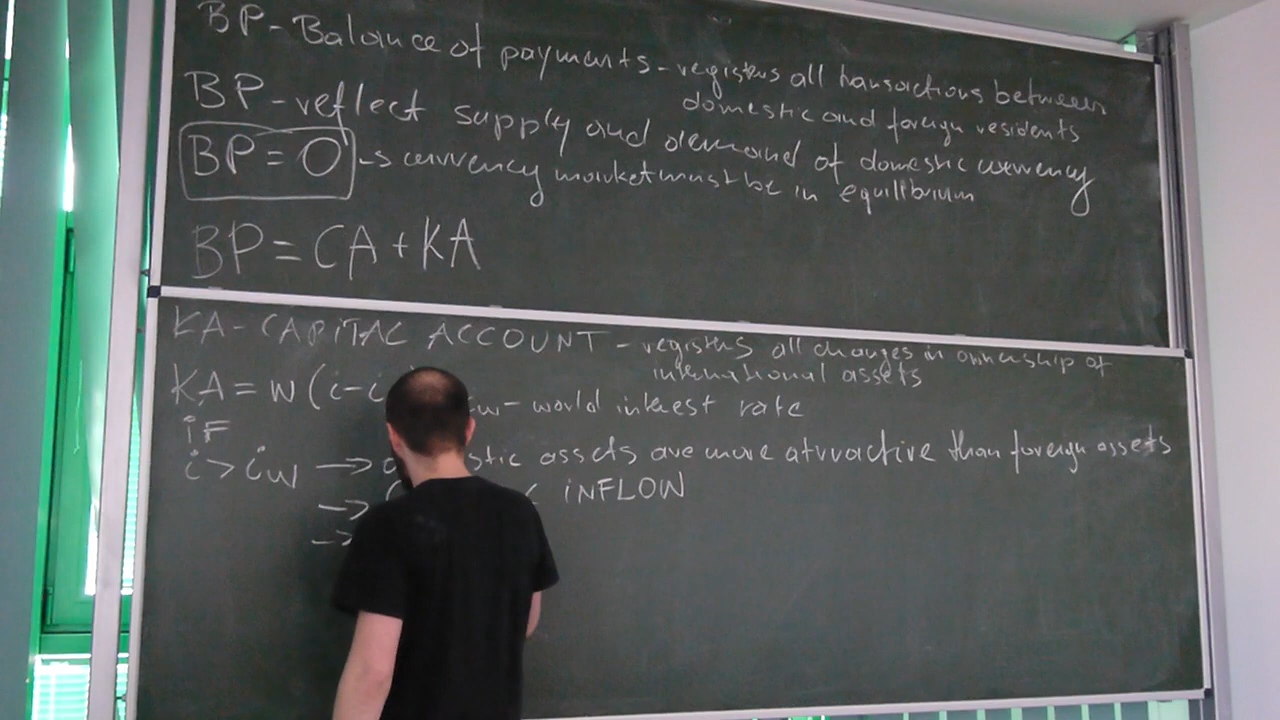 BP - Balance of payments - registers all transactions between
domestic and foreign residents
BP - reflect supply and demand of domestic currency
BP = 0 -> currency market must be in equilibrium
BP = CA + KA
KA - CAPITAL ACCOUNT - registers all changes in ownership of
international assets
KA = w (i - i w - world interest rate
iF
i > iw → assets are more attractive than foreign assets
→ INFLOW
→